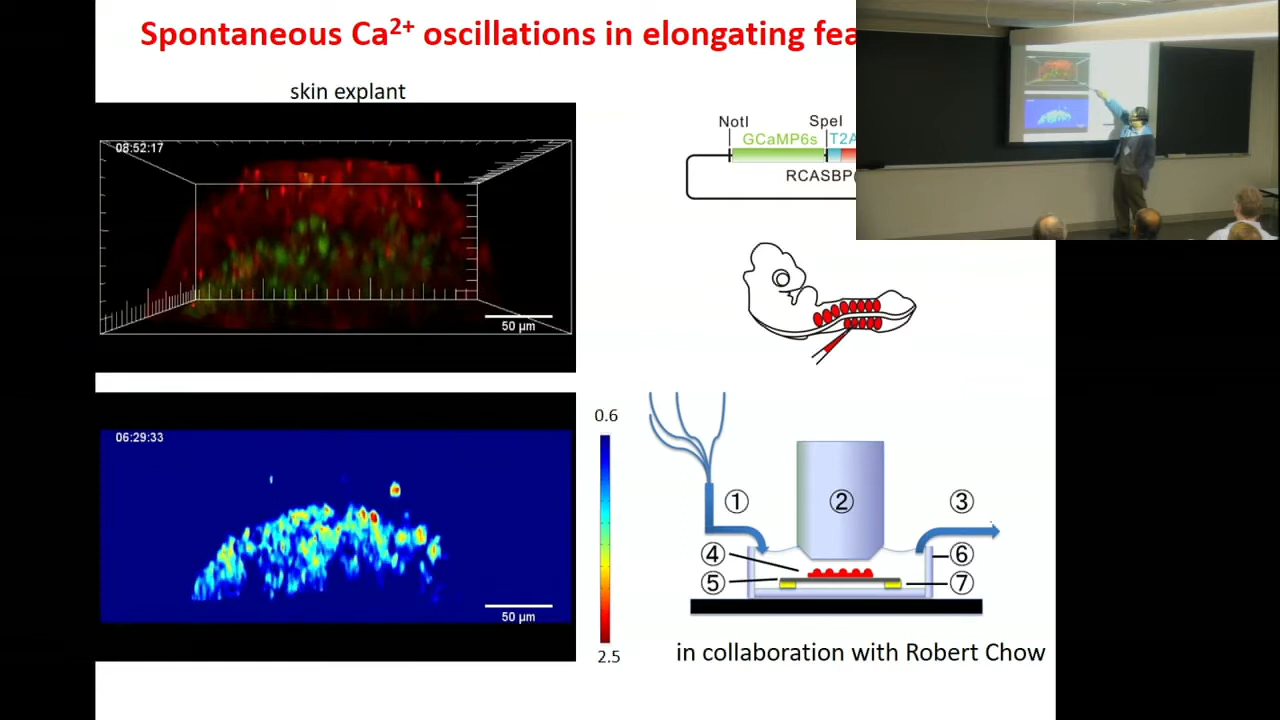 Spontaneous Ca²⁺ oscillations in elongating fea
skin explant
08:52:17
50 µm
NotI SpeI
GCaMP6s T2A
RCASBP(
06:29:33
50 µm
0.6
2.5
① ② ③
④ ⑥
⑤ ⑦
in collaboration with Robert Chow